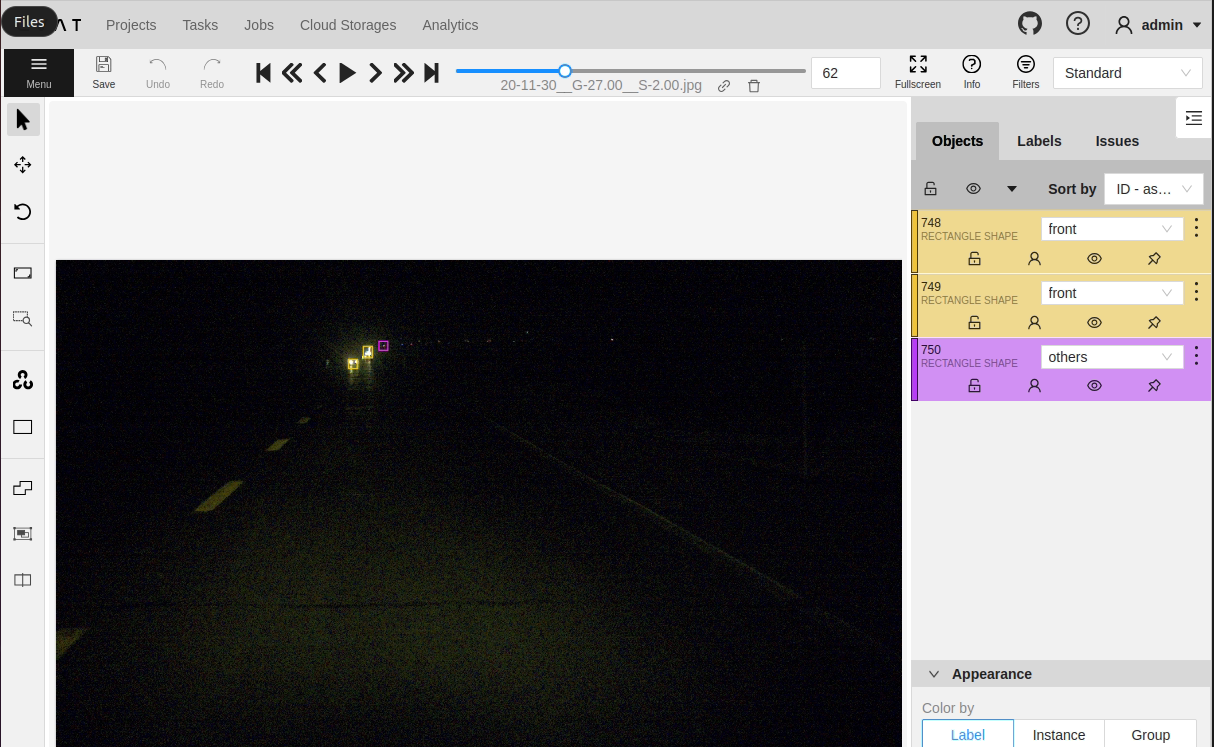 Files
Λ T
Projects
Tasks
Jobs
Cloud Storages
Analytics
admin
Menu
Save
Undo
Redo
20-11-30__G-27.00__S-2.00.jpg
62
Fullscreen
Info
Filters
Standard
Objects
Labels
Issues
Sort by
ID - as...
748
RECTANGLE SHAPE
front
749
RECTANGLE SHAPE
front
750
RECTANGLE SHAPE
others
Appearance
Color by
Label
Instance
Group